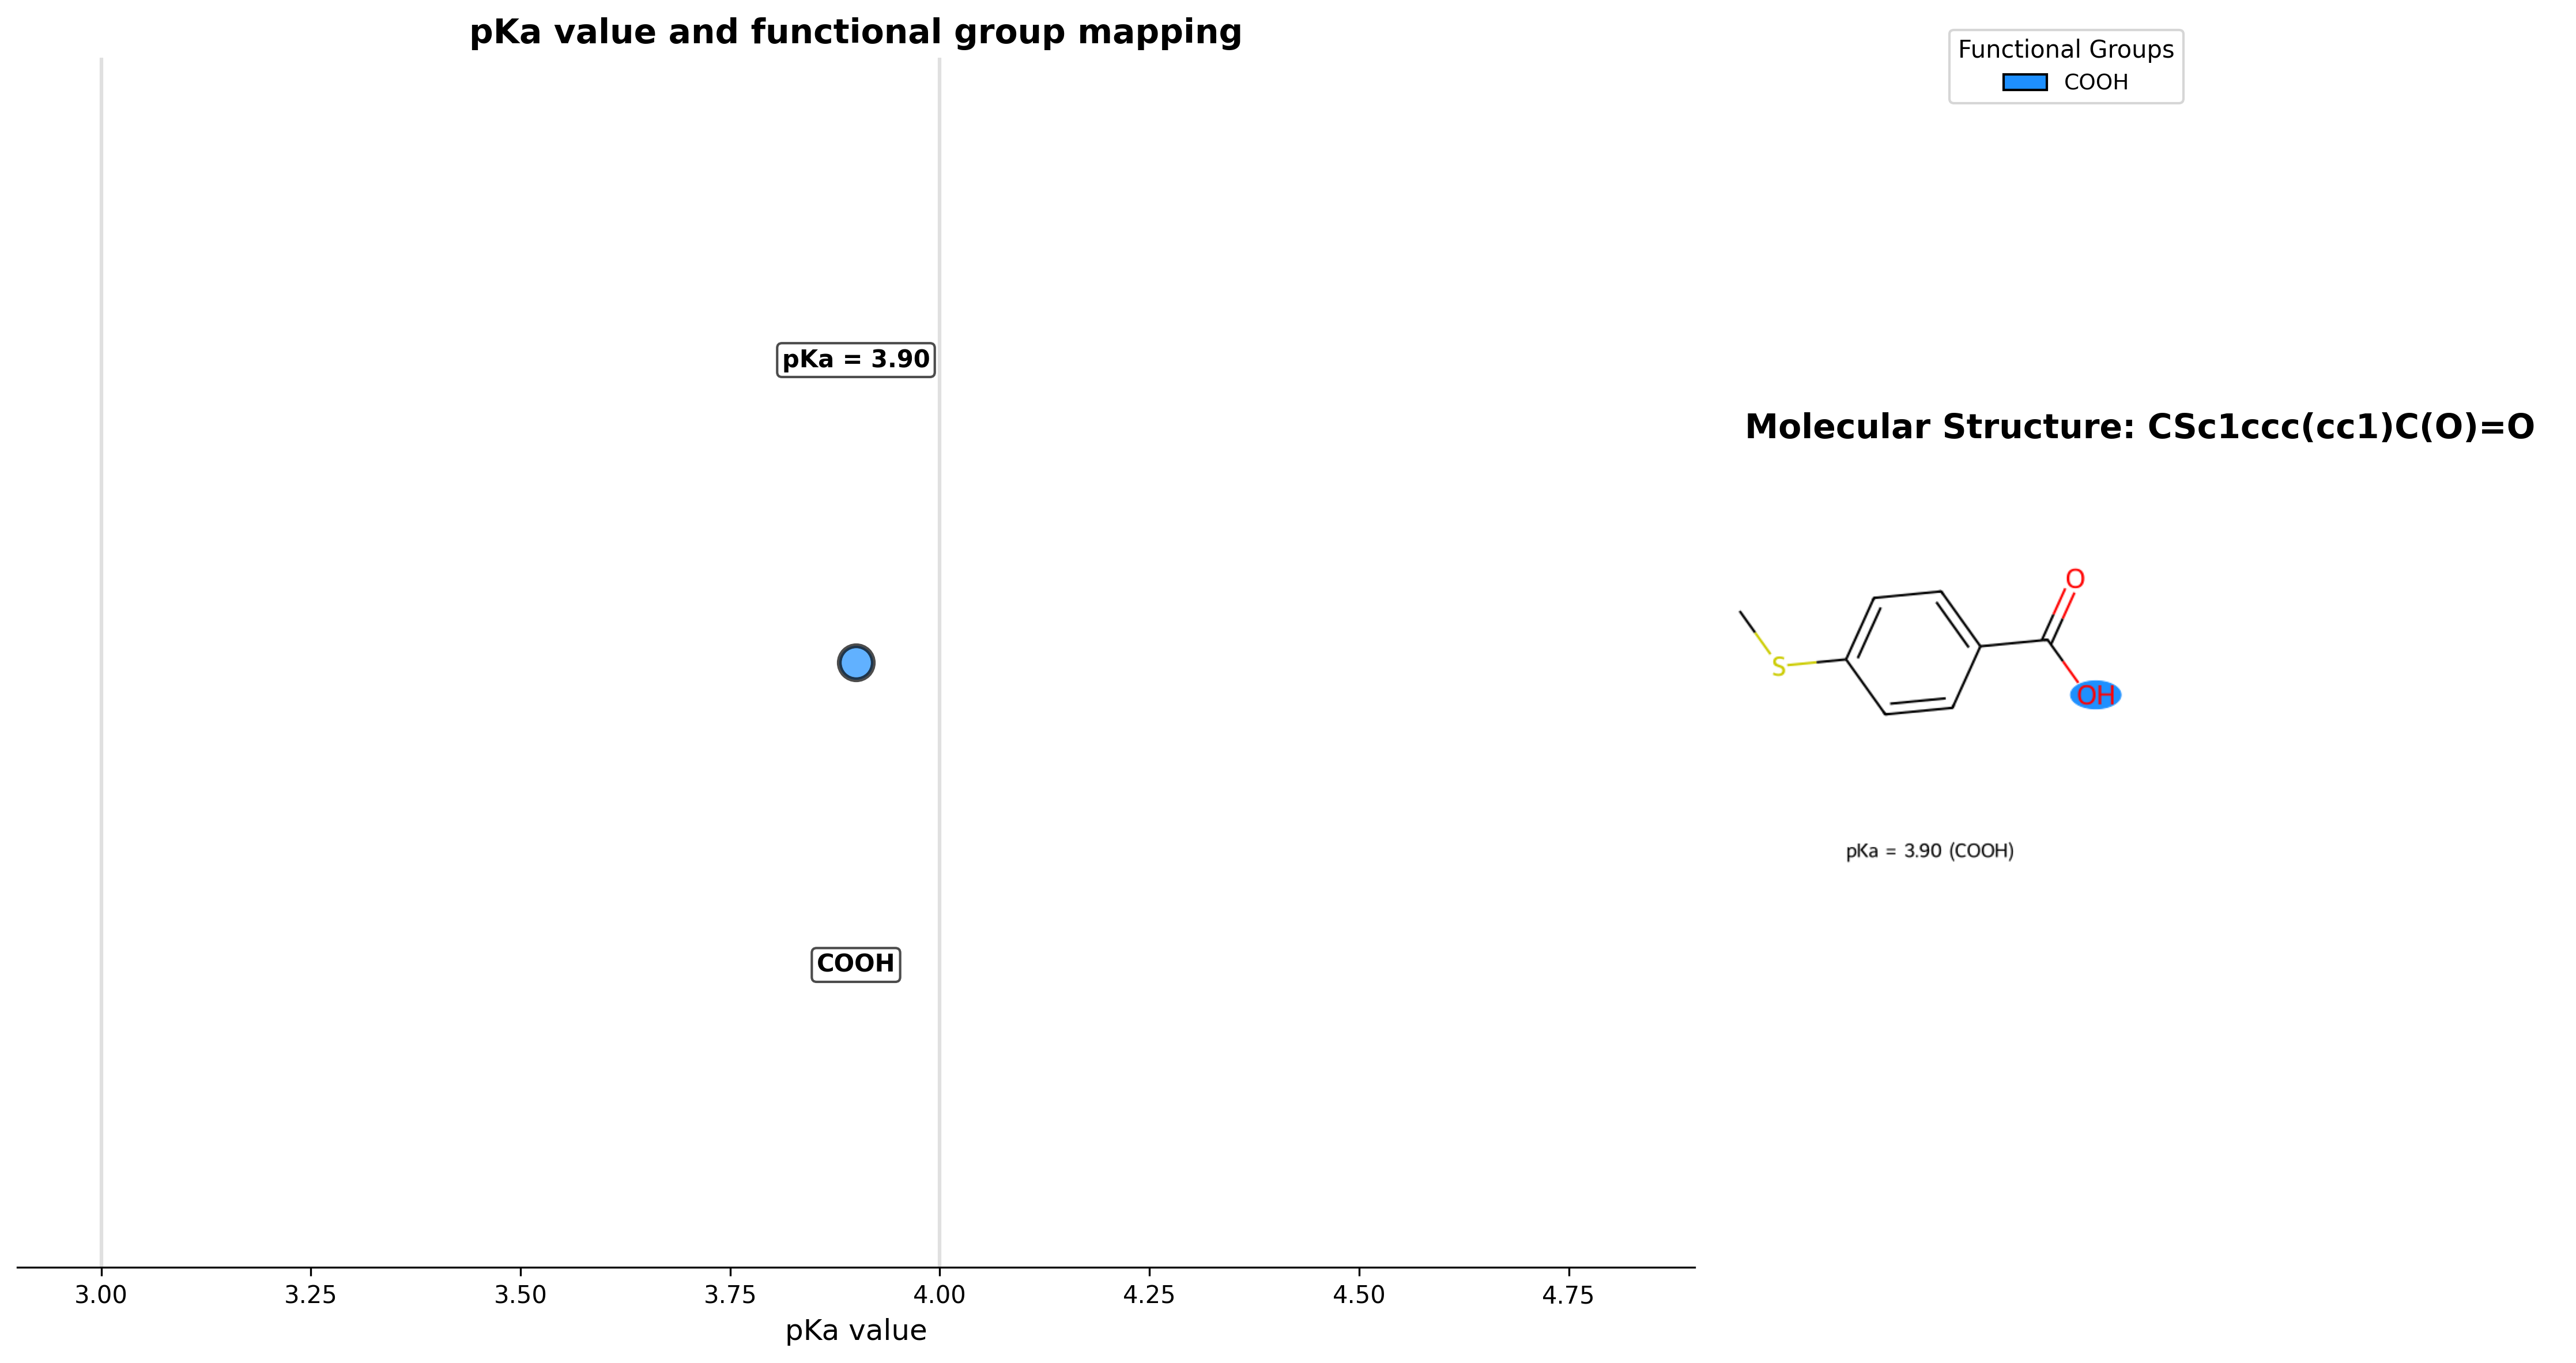 pKa value and functional group mapping
pKa = 3.90
COOH
3.00 3.25 3.50 3.75 4.00 4.25 4.50 4.75
pKa value
Functional Groups
COOH
Molecular Structure: CSc1ccc(cc1)C(O)=O
O
S
OH
pKa = 3.90 (COOH)